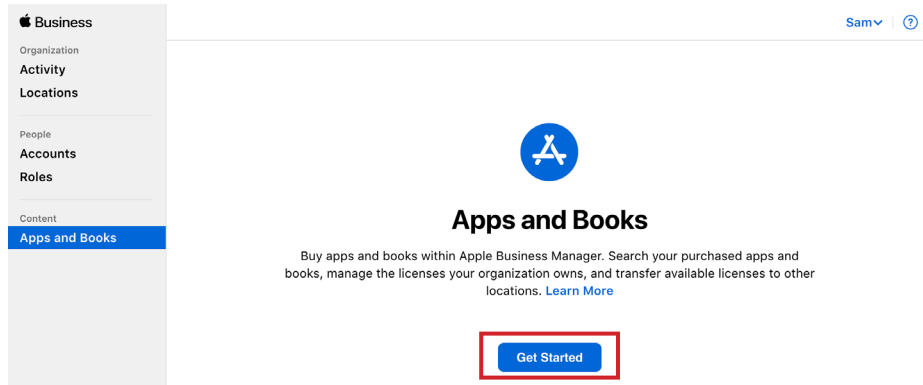 Business
Sam
?
Organization
Activity
Locations
People
Accounts
Roles
Content
Apps and Books
Apps and Books
Buy apps and books within Apple Business Manager. Search your purchased apps and
books, manage the licenses your organization owns, and transfer available licenses to other
locations. Learn More
Get Started